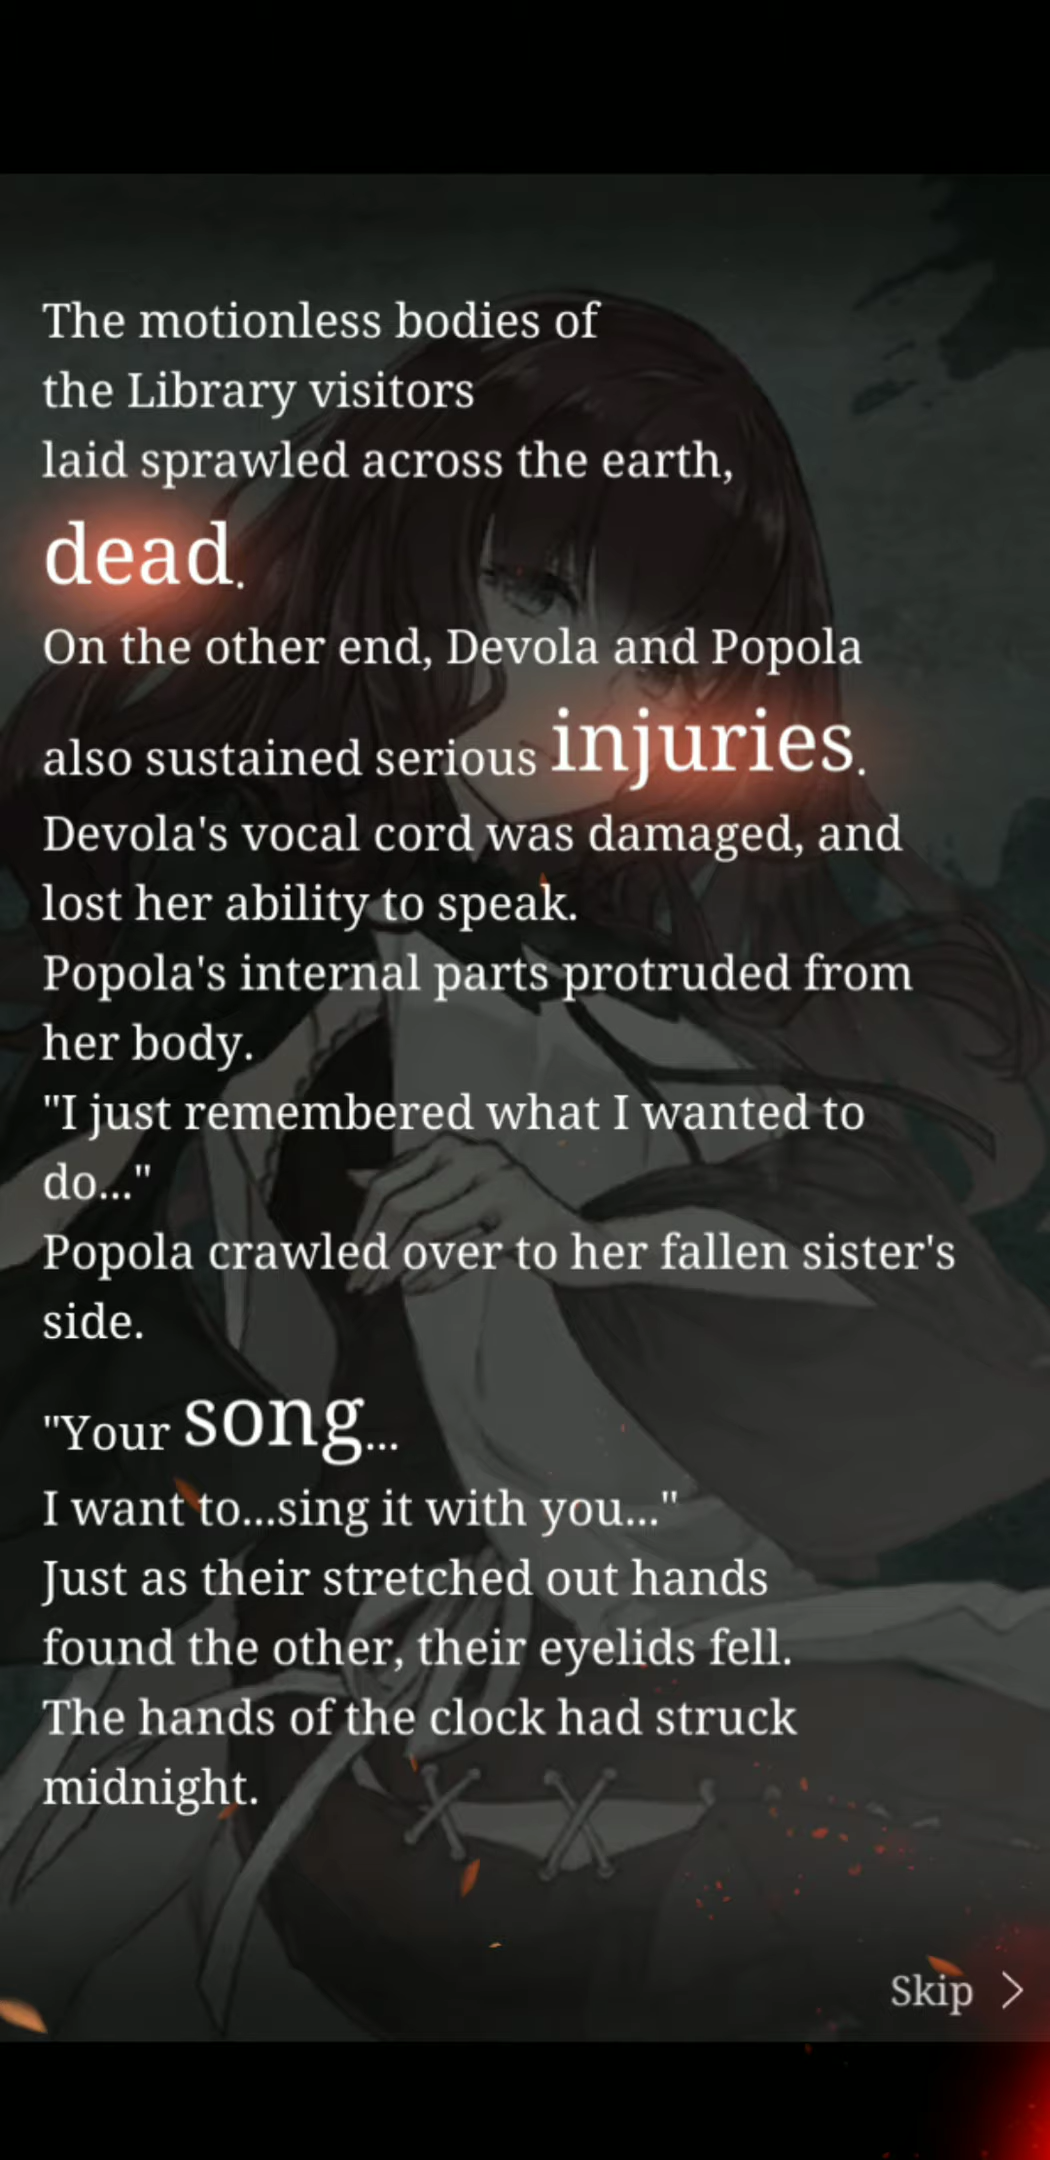 The motionless bodies of
the Library visitors
laid sprawled across the earth,
dead.
On the other end, Devola and Popola
also sustained serious injuries.
Devola's vocal cord was damaged, and
lost her ability to speak.
Popola's internal parts protruded from
her body.
"I just remembered what I wanted to
do..."
Popola crawled over to her fallen sister's
side.
"Your song...
I want to...sing it with you..."
Just as their stretched out hands
found the other, their eyelids fell.
The hands of the clock had struck
midnight.
Skip >